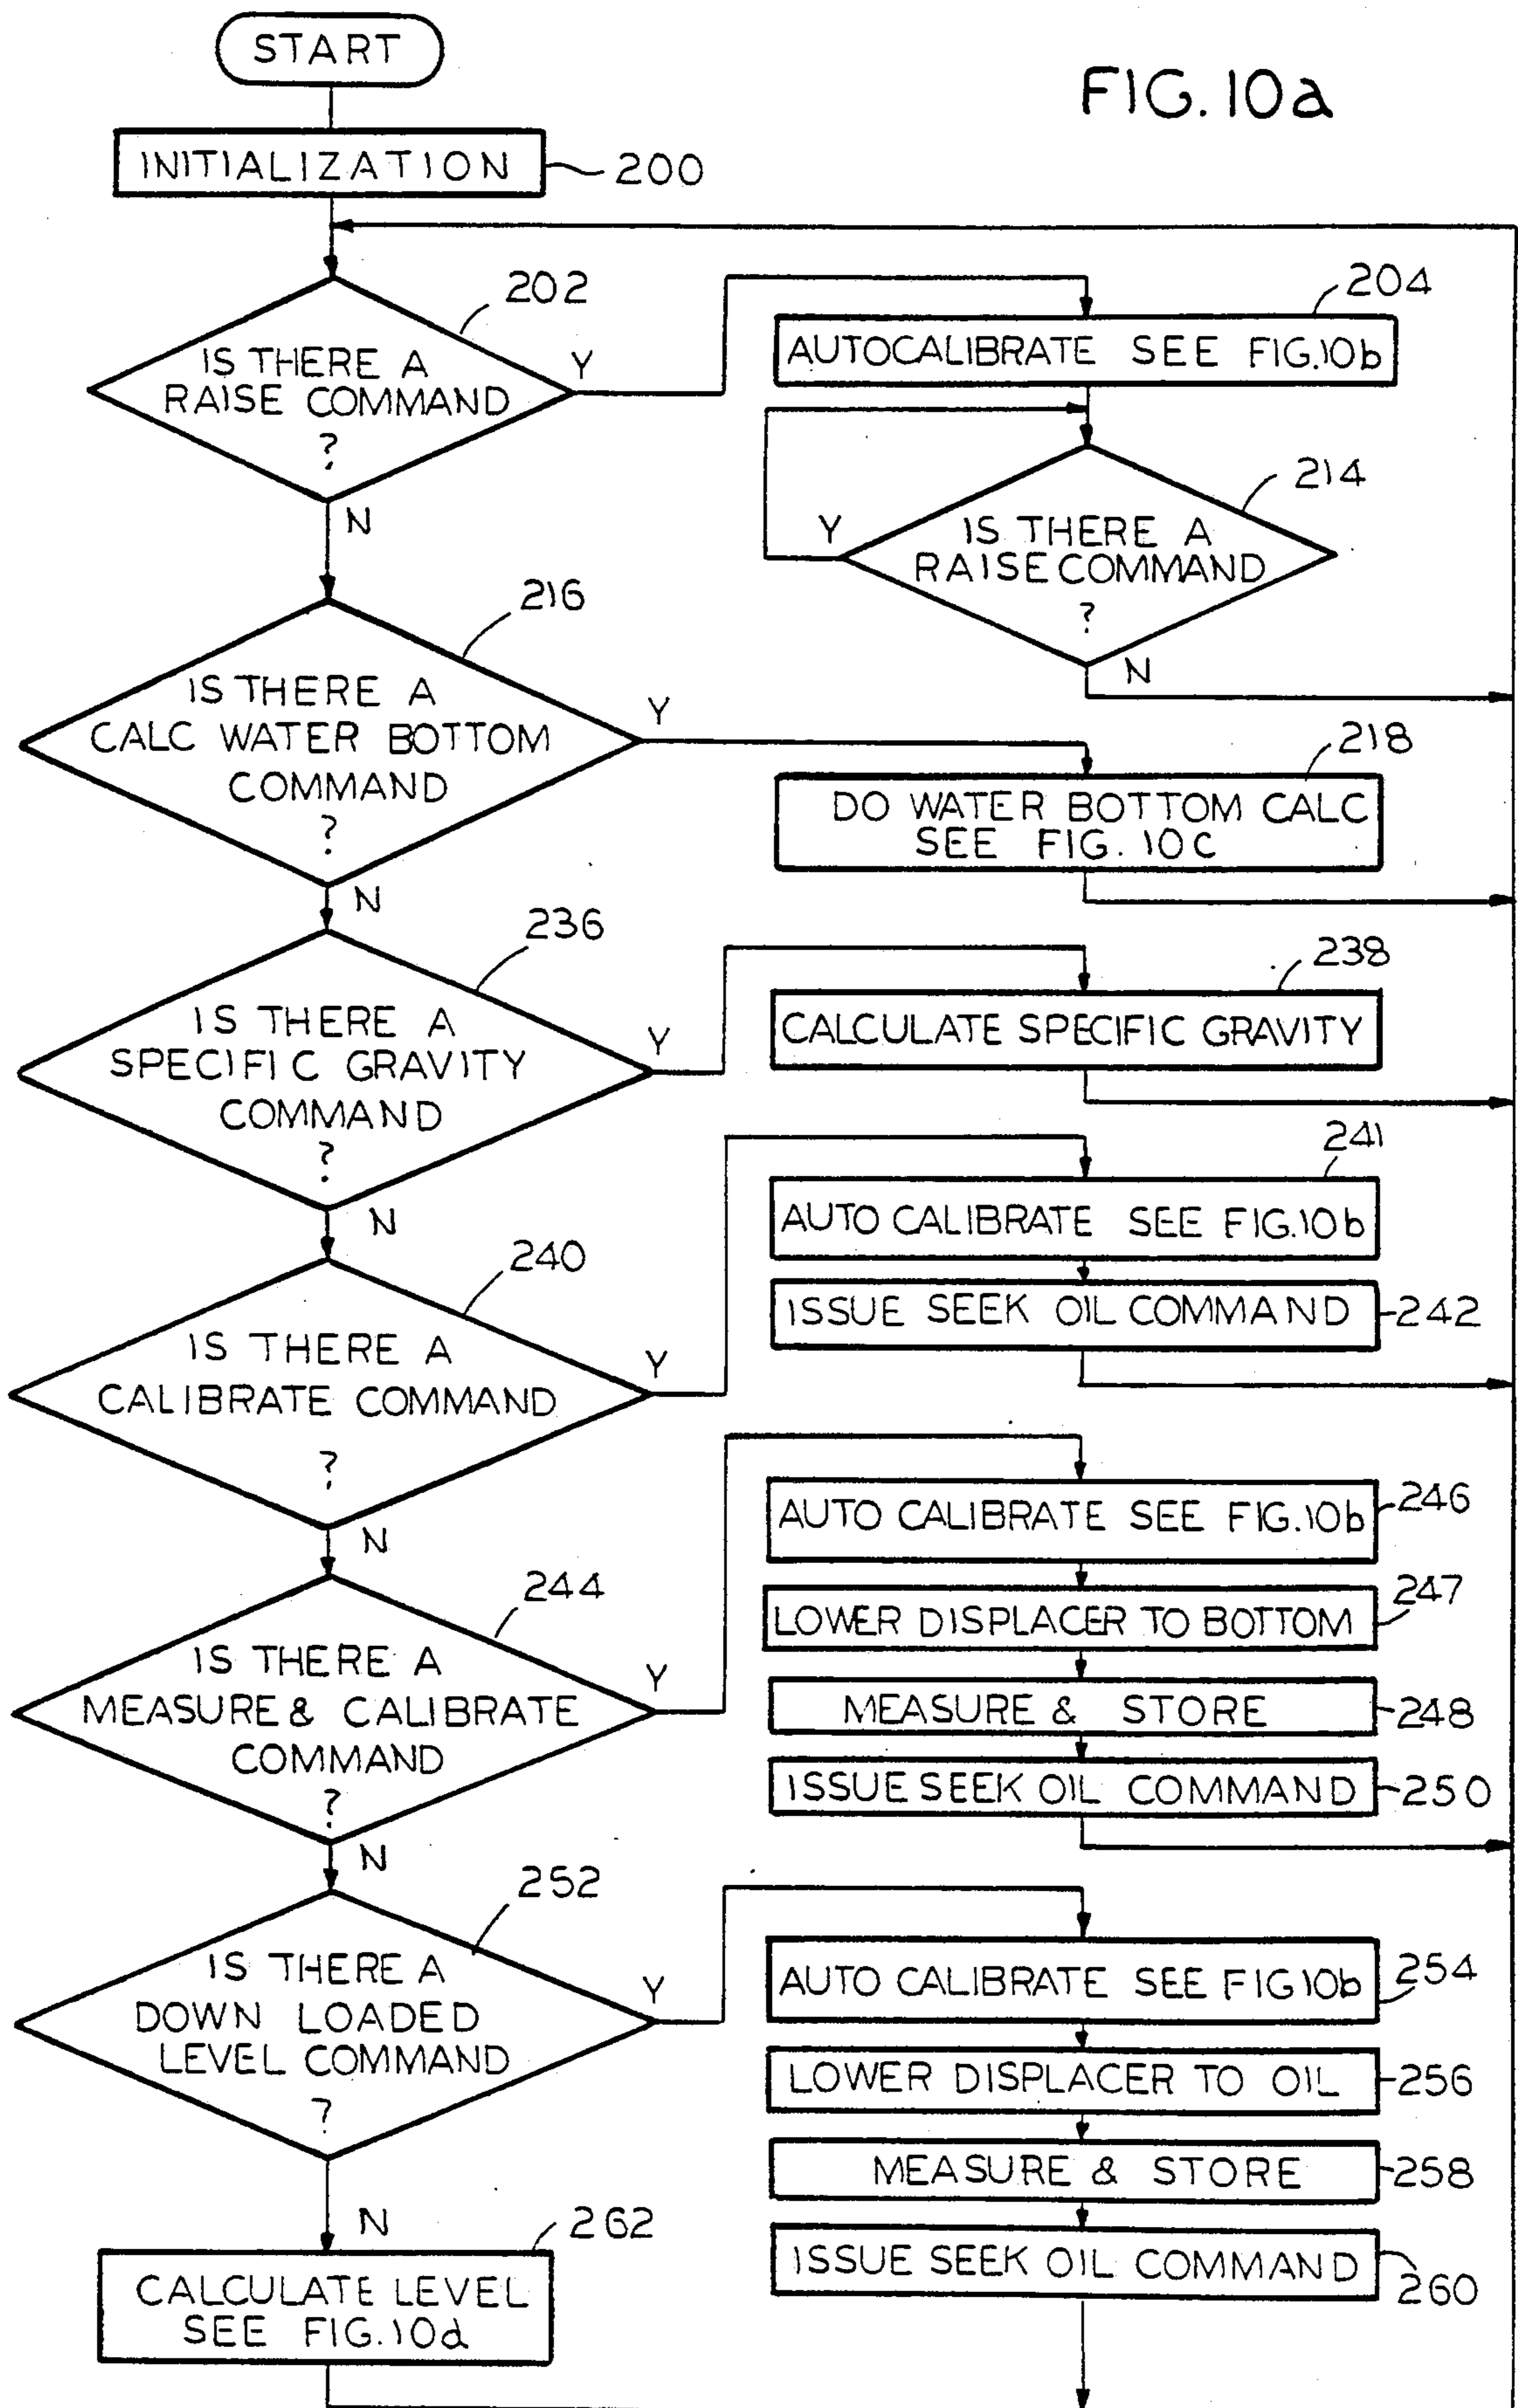 FIG. 10a
START
INITIALIZATION
200
202
IS THERE A
RAISE COMMAND
?
Y
N
204
AUTOCALIBRATE SEE FIG.10b
214
IS THERE A
RAISE COMMAND
?
Y
N
216
IS THERE A
CALC WATER BOTTOM
COMMAND
?
Y
N
218
DO WATER BOTTOM CALC
SEE FIG. 10c
236
IS THERE A
SPECIFIC GRAVITY
COMMAND
?
Y
N
238
CALCULATE SPECIFIC GRAVITY
240
IS THERE A
CALIBRATE COMMAND
?
Y
N
241
AUTO CALIBRATE SEE FIG.10b
ISSUE SEEK OIL COMMAND
242
244
IS THERE A
MEASURE & CALIBRATE
COMMAND
?
Y
N
AUTO CALIBRATE SEE FIG.10b
246
LOWER DISPLACER TO BOTTOM
247
MEASURE & STORE
248
ISSUE SEEK OIL COMMAND
250
252
IS THERE A
DOWN LOADED
LEVEL COMMAND
?
Y
N
AUTO CALIBRATE SEE FIG10b
254
LOWER DISPLACER TO OIL
256
MEASURE & STORE
258
ISSUE SEEK OIL COMMAND
260
262
CALCULATE LEVEL
SEE FIG.10d